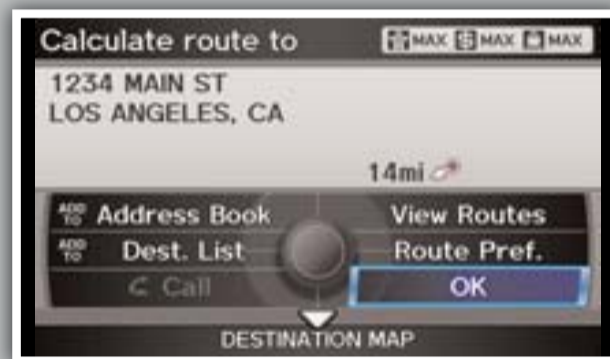 Calculate route to MAX MAX MAX
1234 MAIN ST
LOS ANGELES, CA
14mi
ADD TO Address Book View Routes
ADD TO Dest. List Route Pref.
Call OK
DESTINATION MAP